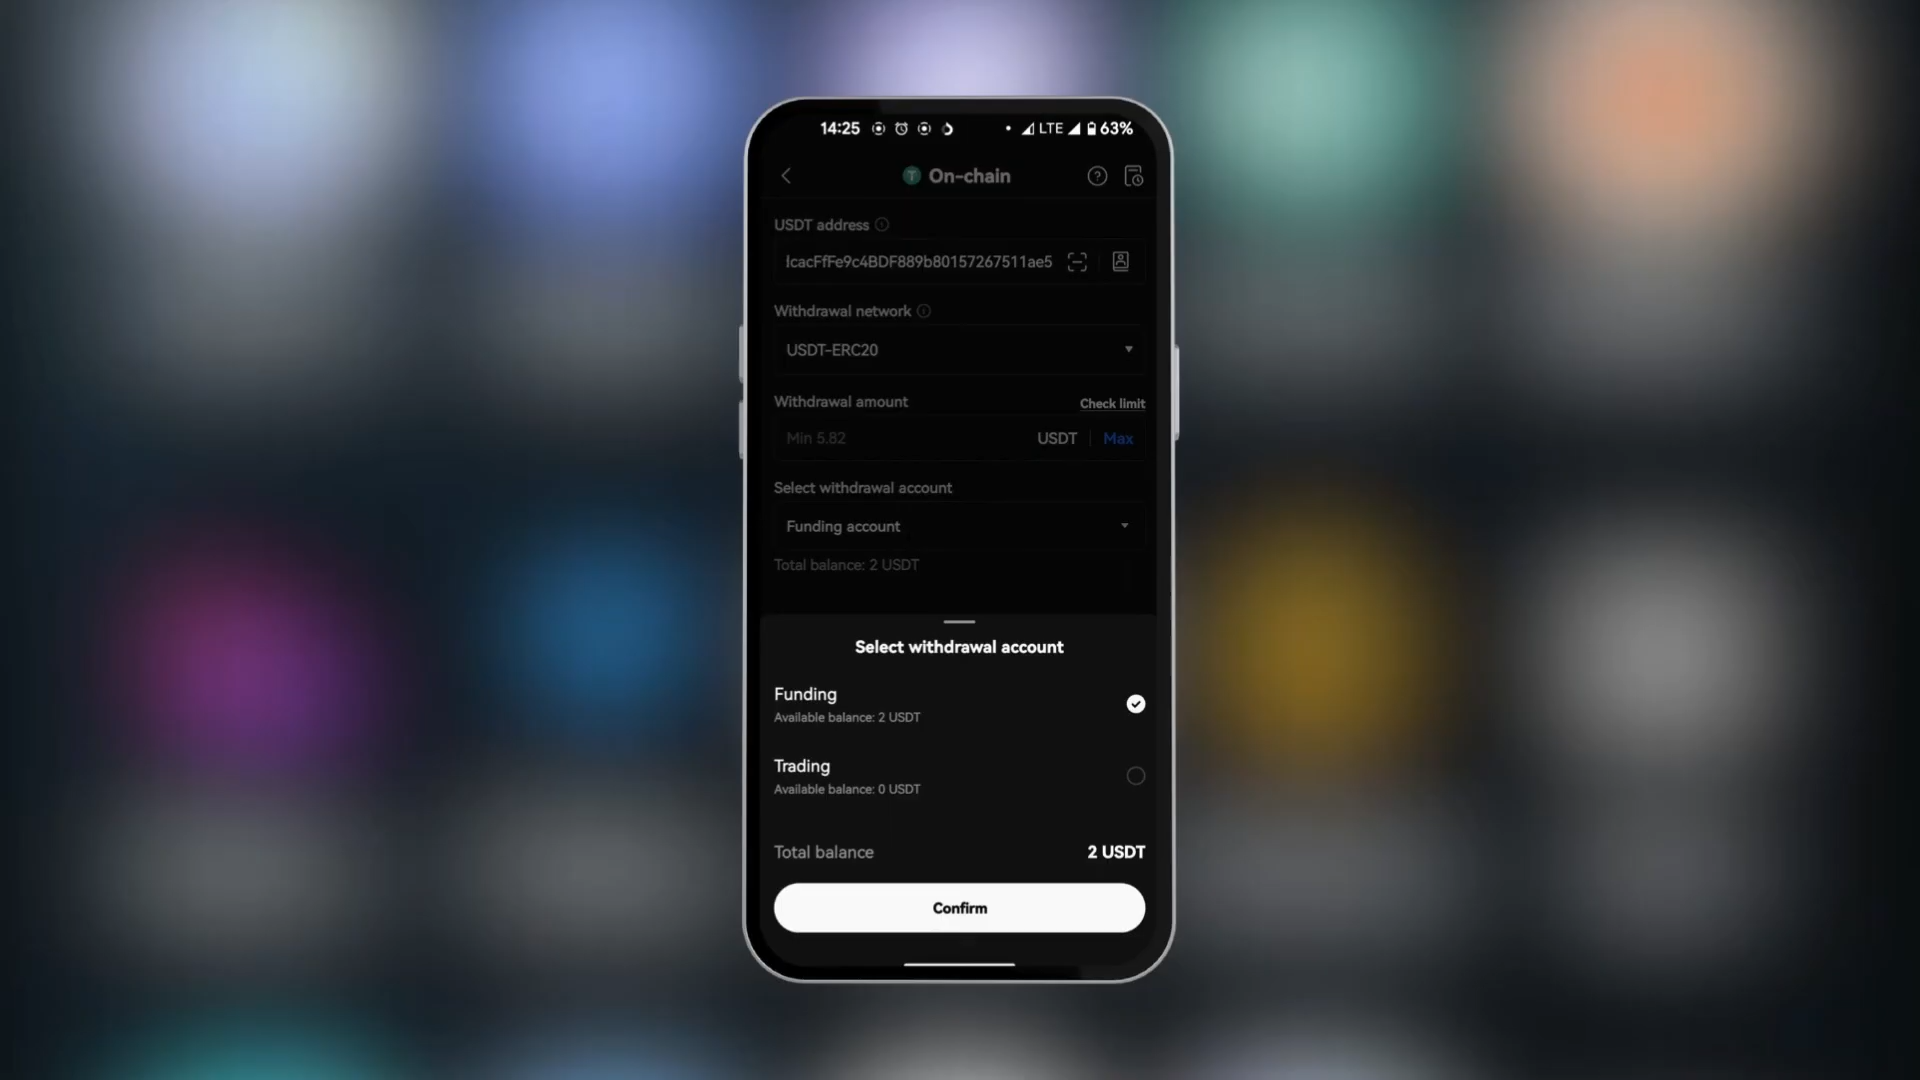 14:25 LTE 63%
On-chain
USDT address
cacFfFe9c4BDF889b80157267511ae5
Withdrawal network
USDT-ERC20
Withdrawal amount
Check limit
Min 5.82
USDT
Max
Select withdrawal account
Funding account
Total balance: 2 USDT
Select withdrawal account
Funding
Available balance: 2 USDT
Trading
Available balance: 0 USDT
Total balance
2 USDT
Confirm